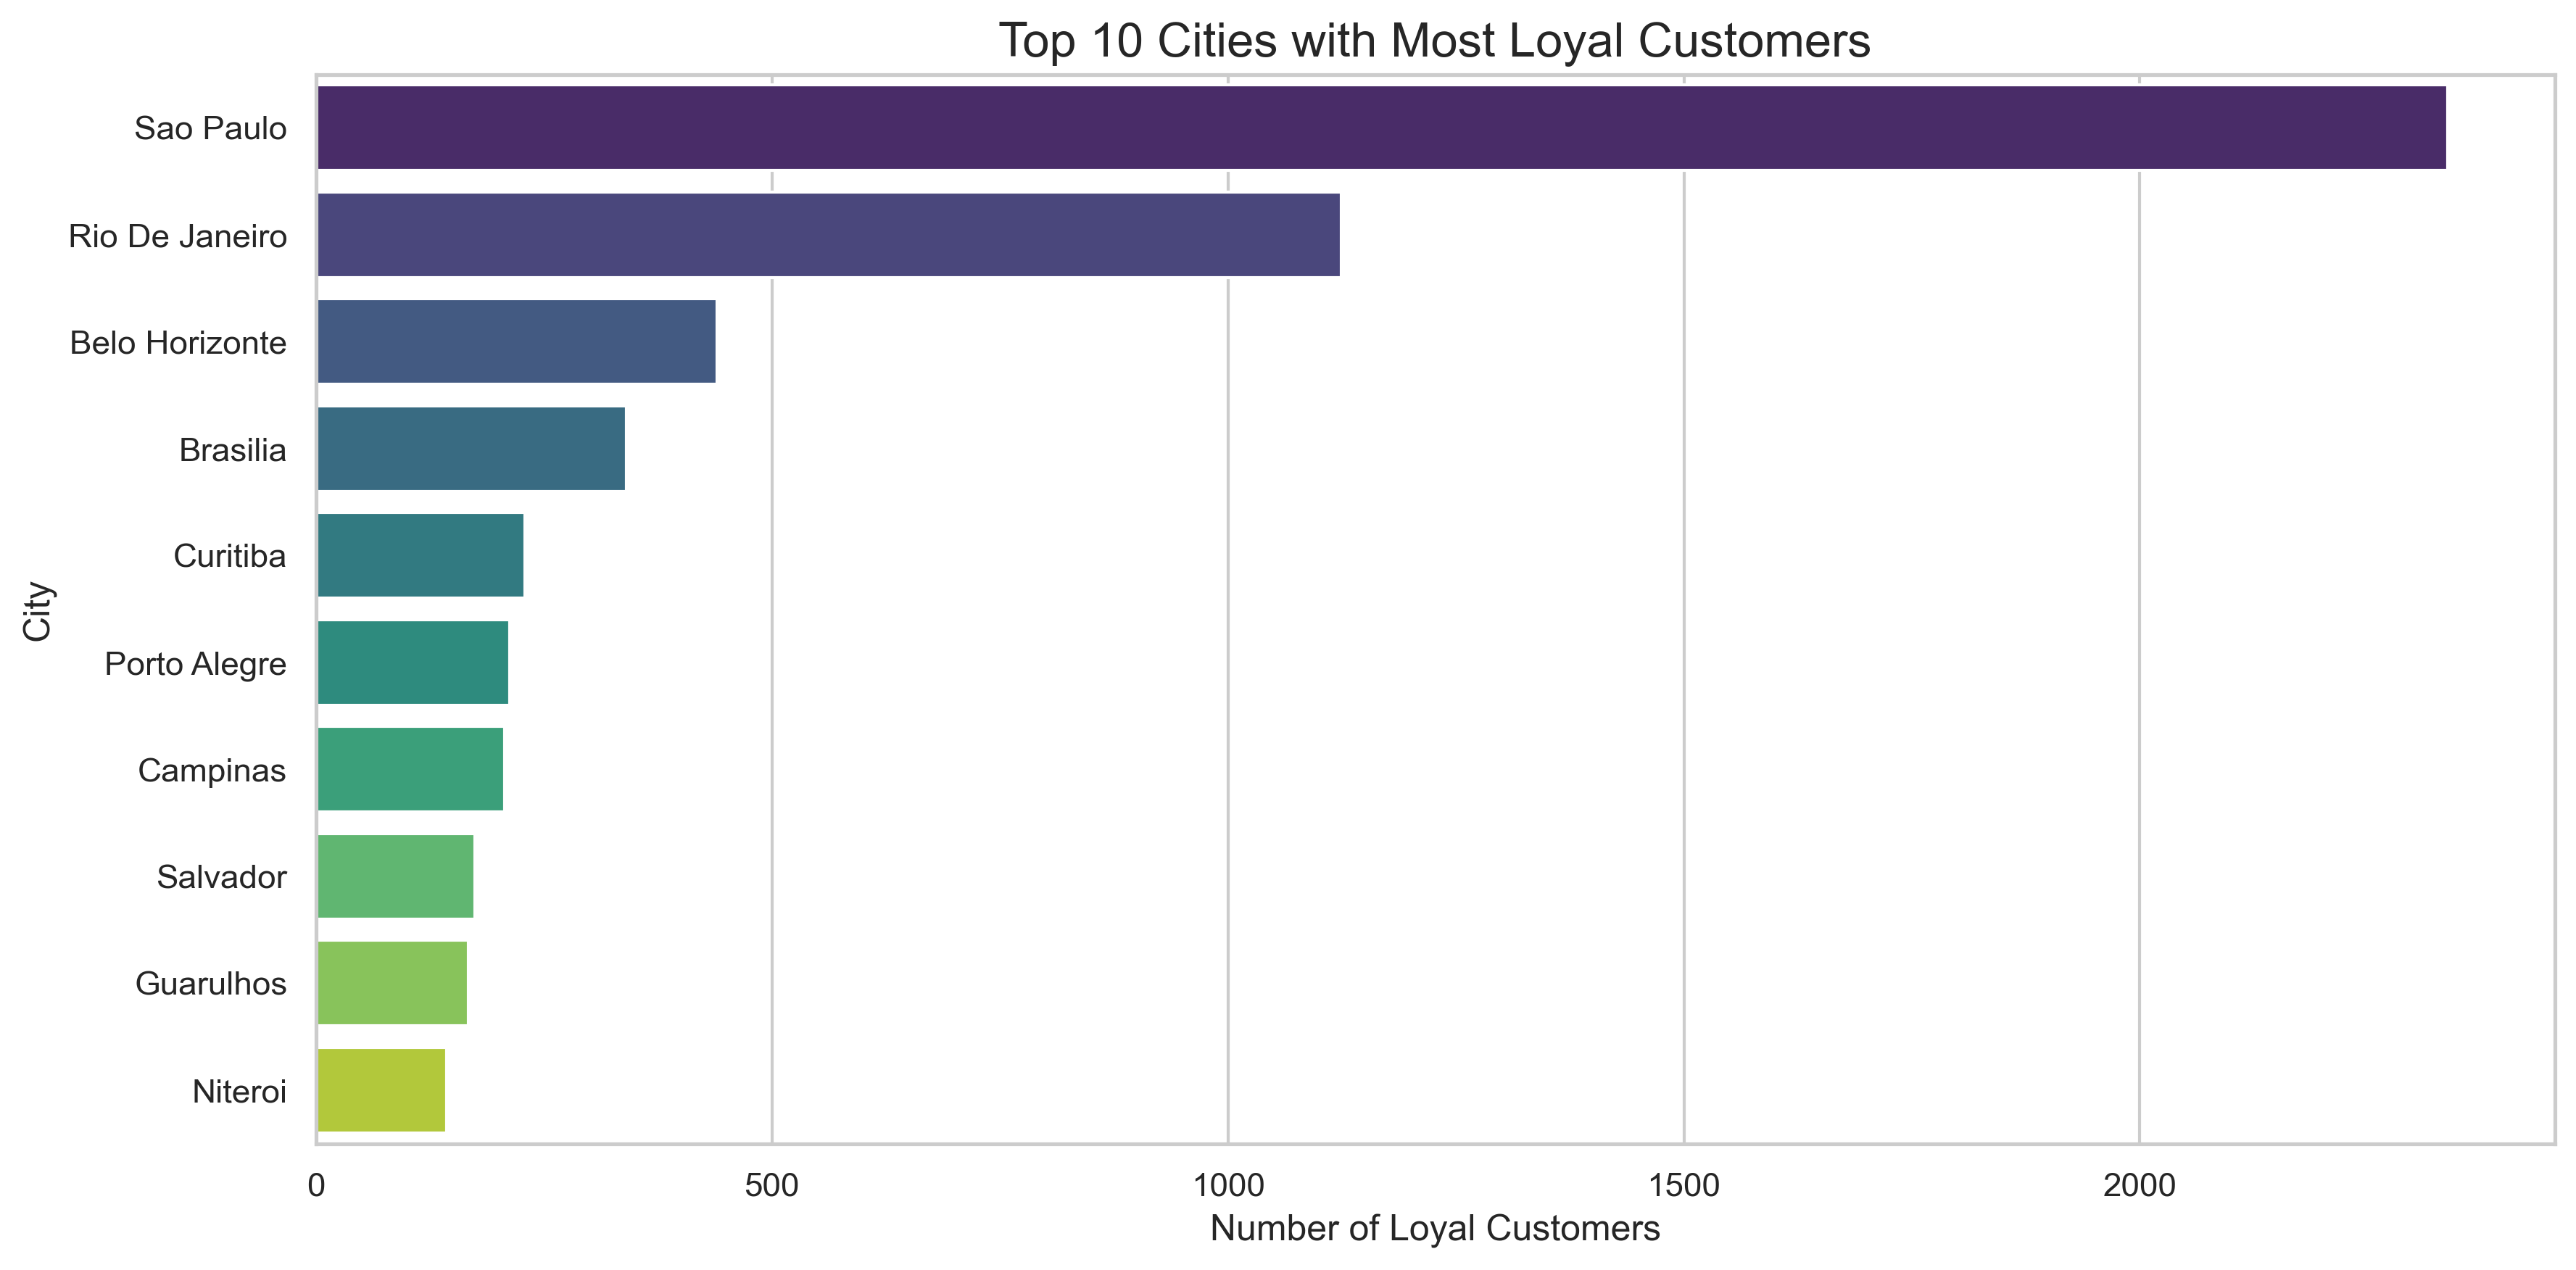 Top 10 Cities with Most Loyal Customers
City
Sao Paulo
Rio De Janeiro
Belo Horizonte
Brasilia
Curitiba
Porto Alegre
Campinas
Salvador
Guarulhos
Niteroi
0 500 1000 1500 2000
Number of Loyal Customers